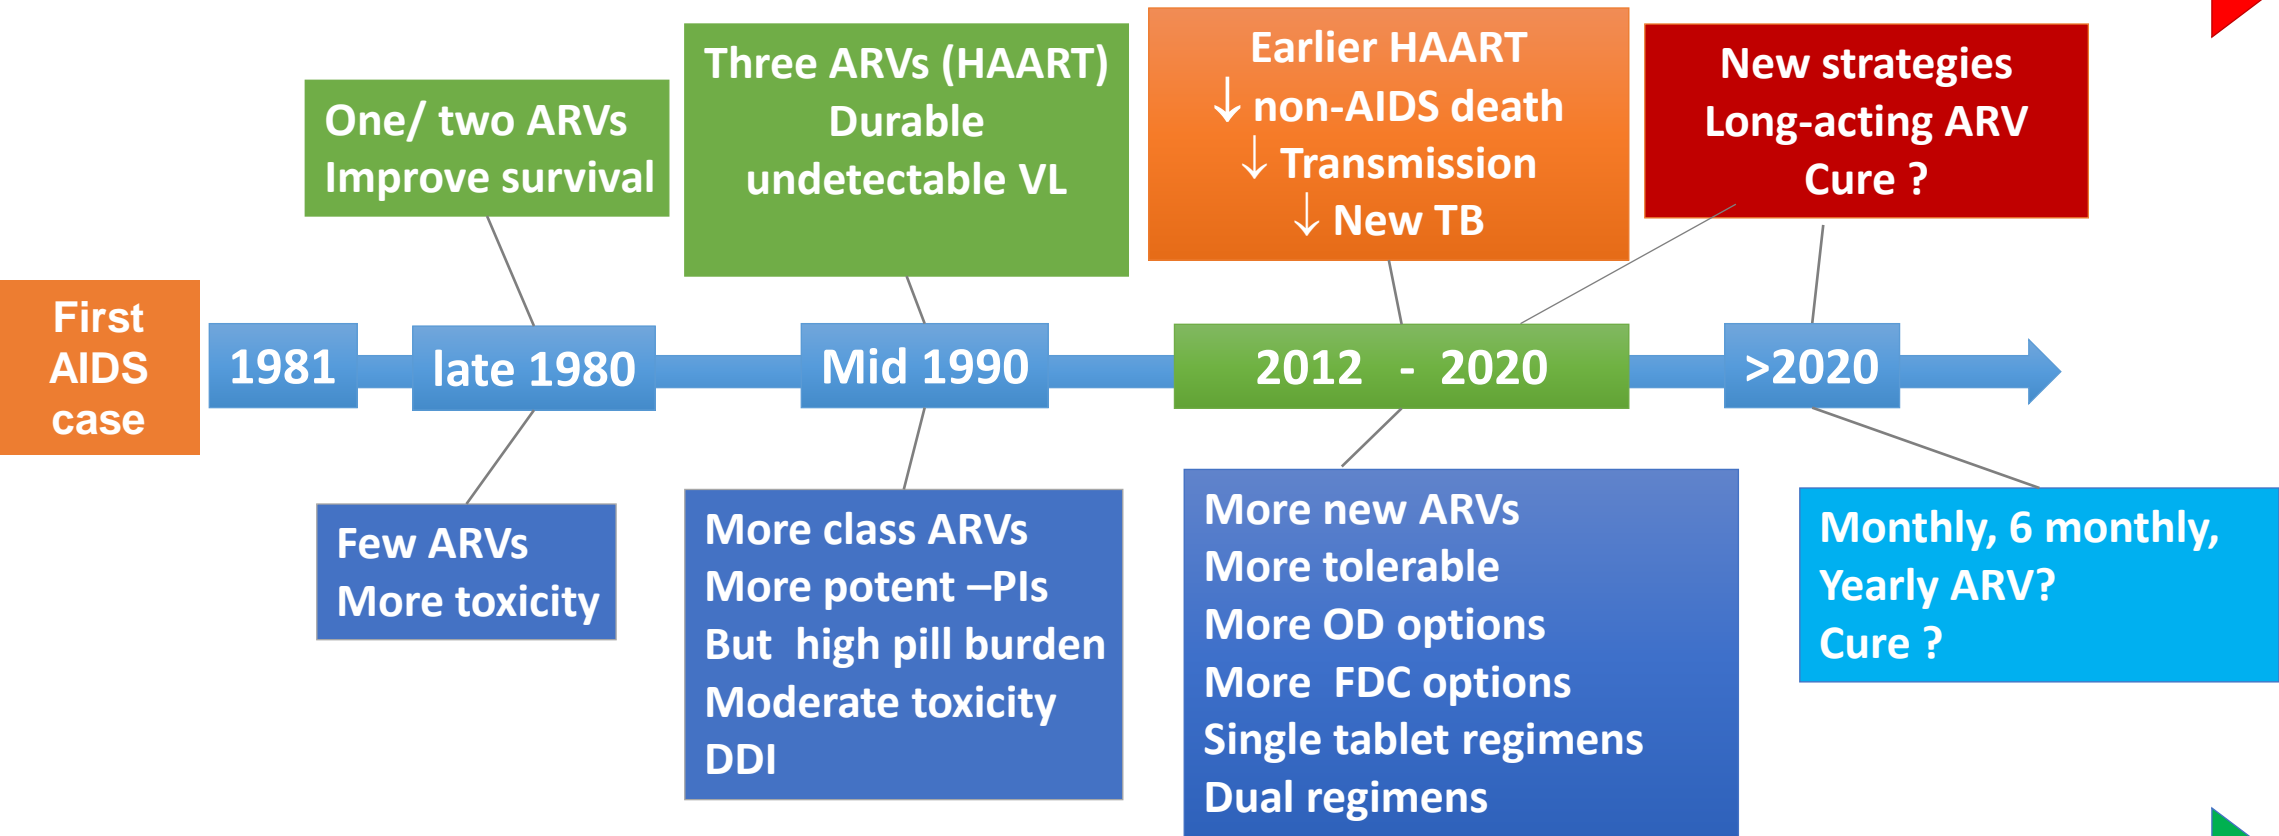 One/ two ARVs
Improve survival
Three ARVs (HAART)
Durable
undetectable VL
Earlier HAART
↓ non-AIDS death
↓ Transmission
↓ New TB
New strategies
Long-acting ARV
Cure ?
First
AIDS
case
1981
late 1980
Mid 1990
2012 - 2020
>2020
Few ARVs
More toxicity
More class ARVs
More potent –PIs
But high pill burden
Moderate toxicity
DDI
More new ARVs
More tolerable
More OD options
More FDC options
Single tablet regimens
Dual regimens
Monthly, 6 monthly,
Yearly ARV?
Cure ?